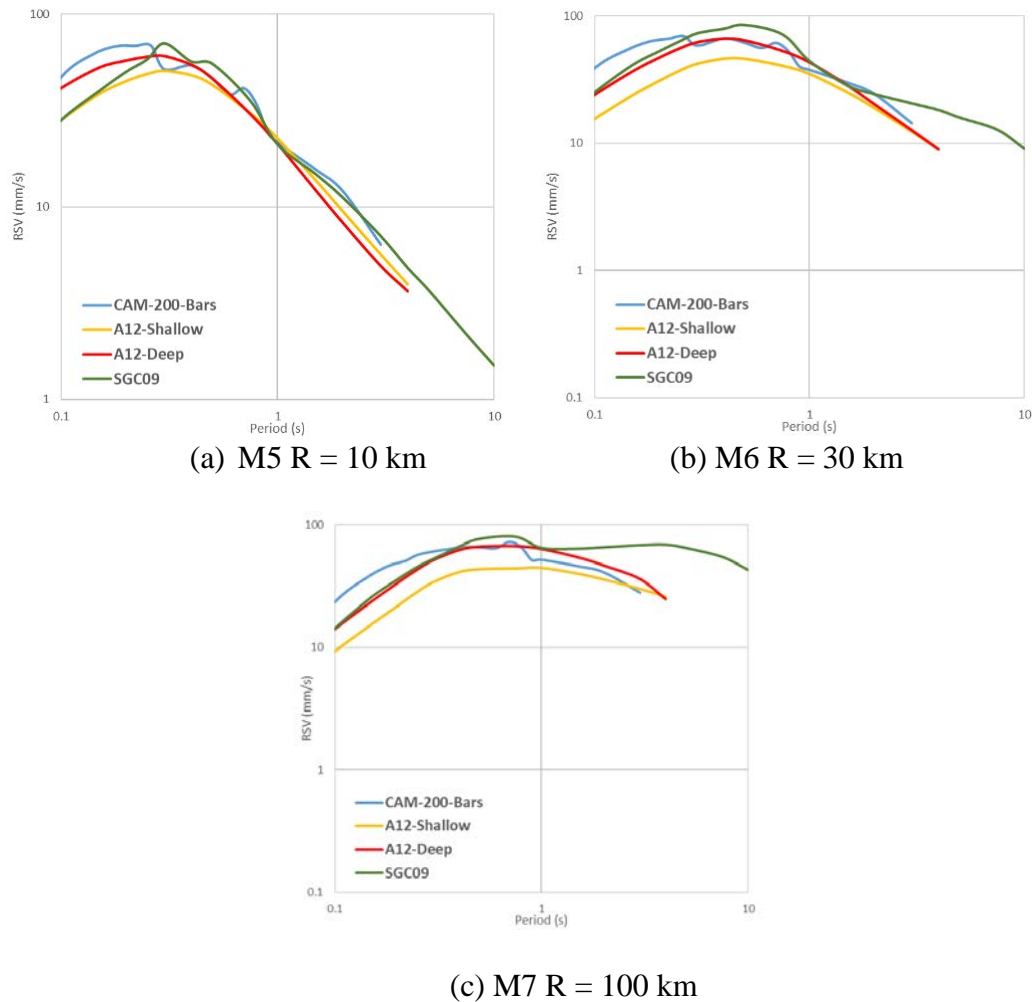 100
10
1
0.1
1
10
RSV (mm/s)
Period (s)
CAM-200-Bars
A12-Shallow
A12-Deep
SGC09
(a) M5 R = 10 km
100
10
1
0.1
0.1
1
10
RSV (mm/s)
Period (s)
CAM-200-Bars
A12-Shallow
A12-Deep
SGC09
(b) M6 R = 30 km
100
10
1
0.1
0.1
1
10
RSV (mm/s)
Period (s)
CAM-200-Bars
A12-Shallow
A12-Deep
SGC09
(c) M7 R = 100 km